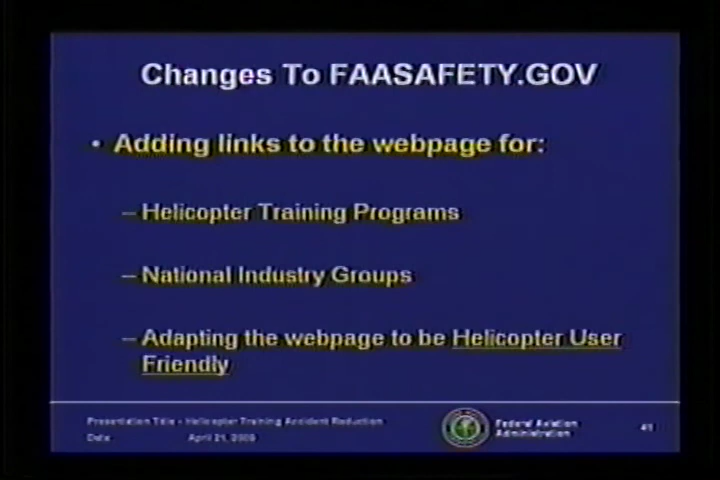 Changes To FAASAFETY.GOV
• Adding links to the webpage for:
– Helicopter Training Programs
– National Industry Groups
– Adapting the webpage to be Helicopter User
Friendly
Presentation Title – Helicopter Training Accident Reduction
Date April 21,
Federal Aviation
Administration
41